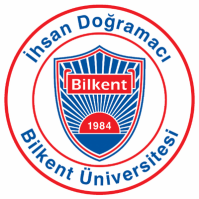 İhsan Doğramacı
Bilkent
1984
Bilkent Üniversitesi